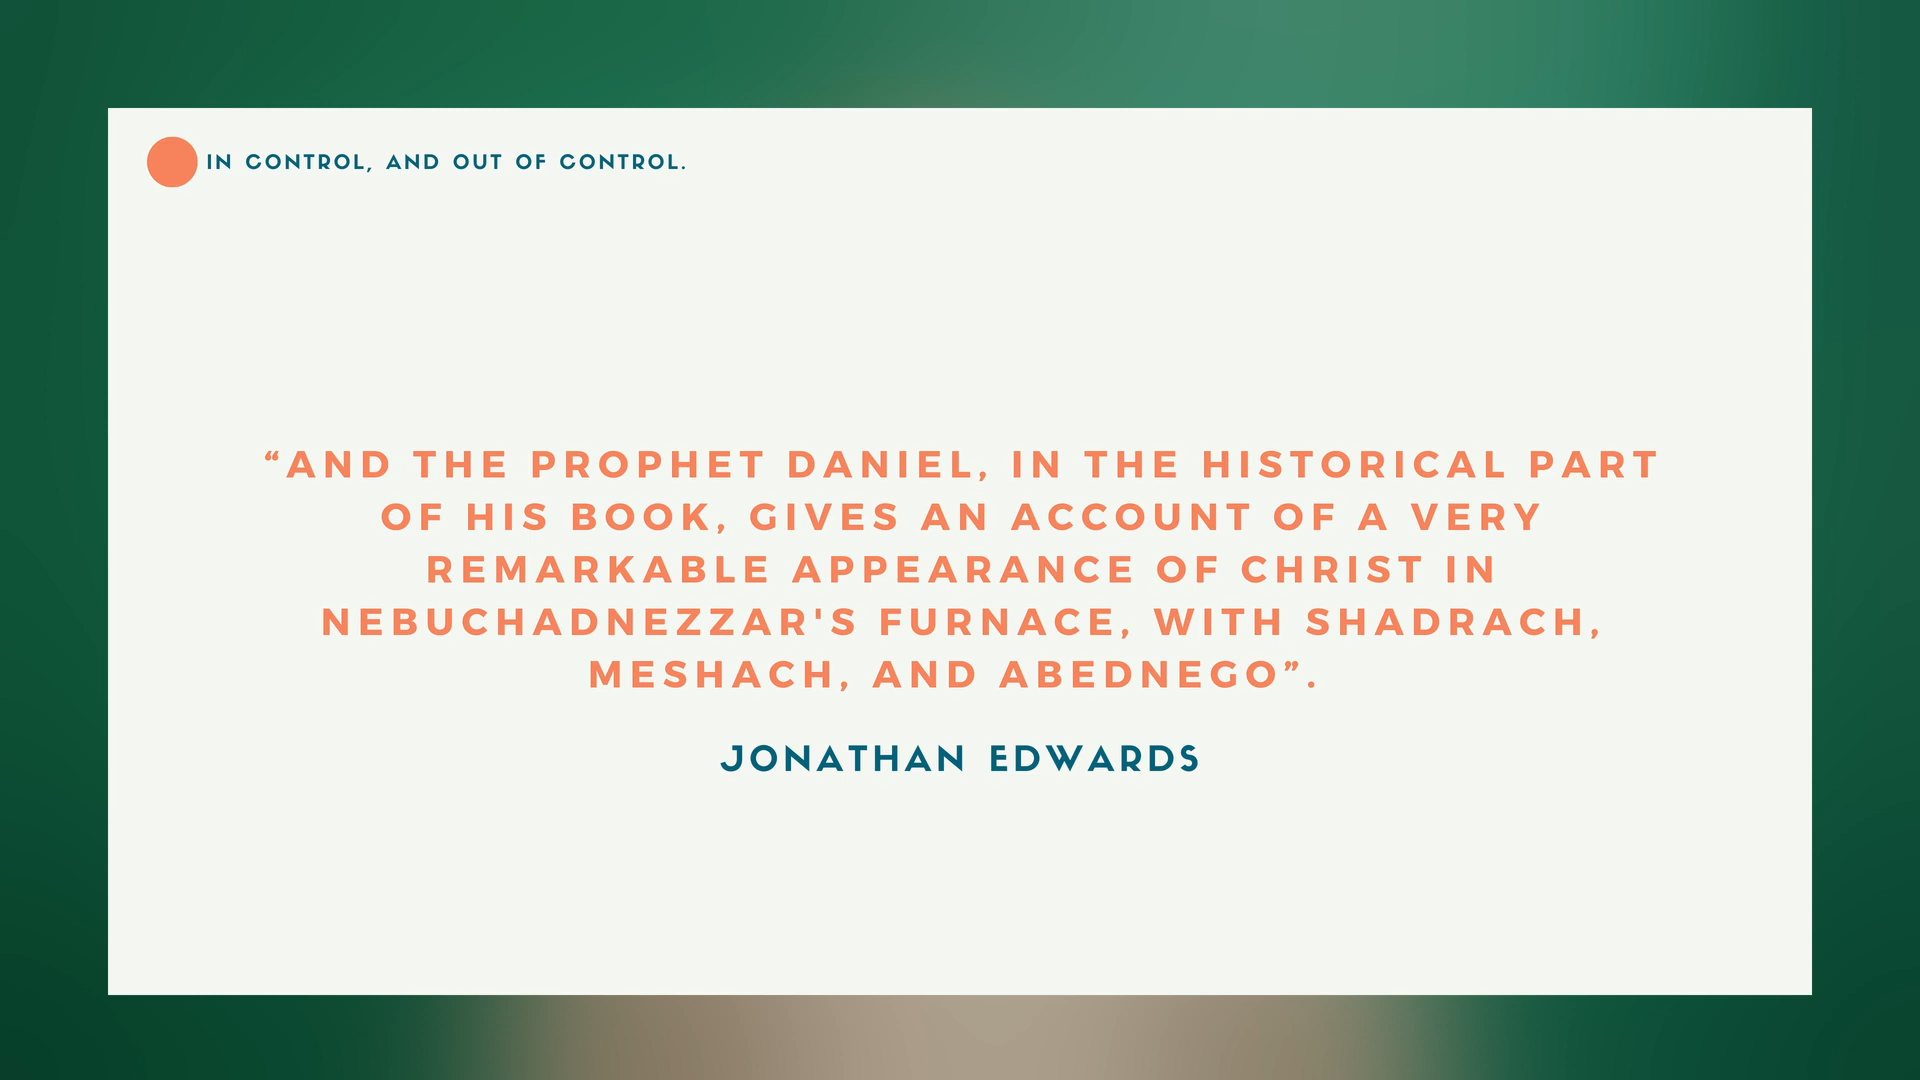 IN CONTROL, AND OUT OF CONTROL.
“AND THE PROPHET DANIEL, IN THE HISTORICAL PART
OF HIS BOOK, GIVES AN ACCOUNT OF A VERY
REMARKABLE APPEARANCE OF CHRIST IN
NEBUCHADNEZZAR'S FURNACE, WITH SHADRACH,
MESHACH, AND ABEDNEGO”.
JONATHAN EDWARDS